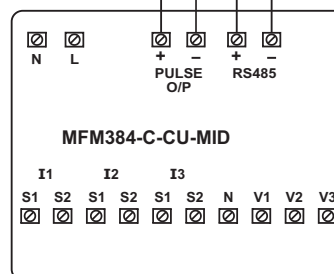 + – + –
N L PULSE RS485
O/P
MFM384-C-CU-MID
I1 I2 I3
S1 S2 S1 S2 S1 S2 N V1 V2 V3